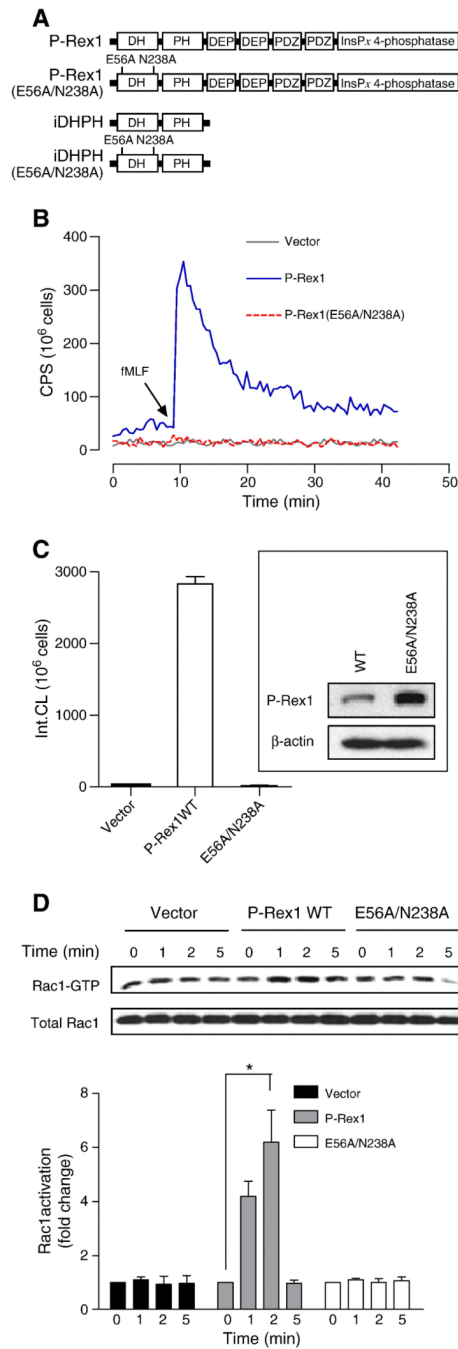 A
P-Rex1 DH PH DEP DEP PDZ PDZ InsPx 4-phosphatase
E56A N238A
P-Rex1 DH PH DEP DEP PDZ PDZ InsPx 4-phosphatase
(E56A/N238A)
iDHPH DH PH
E56A N238A
iDHPH DH PH
(E56A/N238A)
B
400
300
200
100
0
CPS (10⁶ cells)
Vector
P-Rex1
P-Rex1(E56A/N238A)
fMLF
0 10 20 30 40 50
Time (min)
C
3000
2000
1000
0
Int.CL (10⁶ cells)
Vector
P-Rex1WT
E56A/N238A
WT
E56A/N238A
P-Rex1
β-actin
D
Vector P-Rex1 WT E56A/N238A
Time (min) 0 1 2 5 0 1 2 5 0 1 2 5
Rac1-GTP
Total Rac1
8
6
4
2
0
Rac1activation
(fold change)
*
Vector
P-Rex1
E56A/N238A
0 1 2 5 0 1 2 5 0 1 2 5
Time (min)